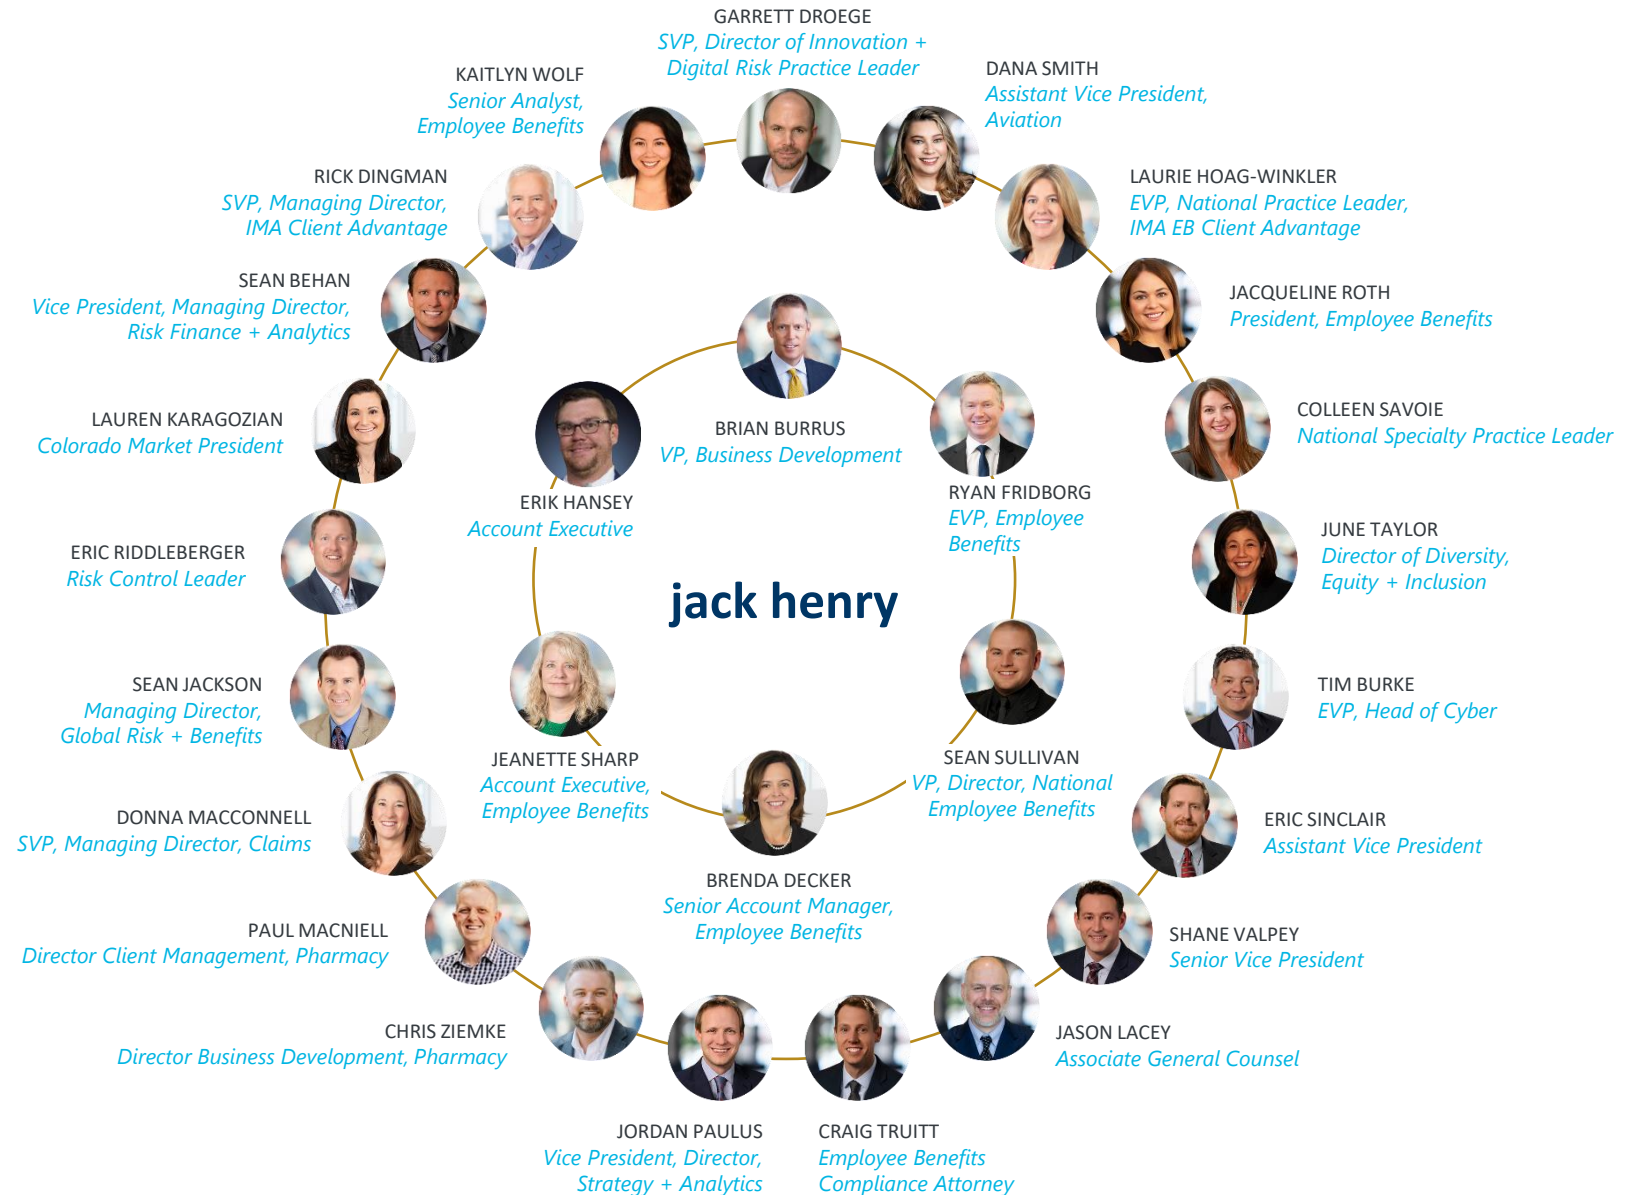 GARRETT DROEGE
SVP, Director of Innovation +
Digital Risk Practice Leader
KAITLYN WOLF
Senior Analyst,
Employee Benefits
DANA SMITH
Assistant Vice President,
Aviation
RICK DINGMAN
SVP, Managing Director,
IMA Client Advantage
LAURIE HOAG-WINKLER
EVP, National Practice Leader,
IMA EB Client Advantage
SEAN BEHAN
Vice President, Managing Director,
Risk Finance + Analytics
JACQUELINE ROTH
President, Employee Benefits
LAUREN KARAGOZIAN
Colorado Market President
COLLEEN SAVOIE
National Specialty Practice Leader
BRIAN BURRUS
VP, Business Development
ERIK HANSEY
Account Executive
RYAN FRIDBORG
EVP, Employee
Benefits
ERIC RIDDLEBERGER
Risk Control Leader
JUNE TAYLOR
Director of Diversity,
Equity + Inclusion
jack henry
SEAN JACKSON
Managing Director,
Global Risk + Benefits
TIM BURKE
EVP, Head of Cyber
JEANETTE SHARP
Account Executive,
Employee Benefits
SEAN SULLIVAN
VP, Director, National
Employee Benefits
DONNA MACCONNELL
SVP, Managing Director, Claims
ERIC SINCLAIR
Assistant Vice President
BRENDA DECKER
Senior Account Manager,
Employee Benefits
PAUL MACNIELL
Director Client Management, Pharmacy
SHANE VALPEY
Senior Vice President
CHRIS ZIEMKE
Director Business Development, Pharmacy
JASON LACEY
Associate General Counsel
JORDAN PAULUS
Vice President, Director,
Strategy + Analytics
CRAIG TRUITT
Employee Benefits
Compliance Attorney